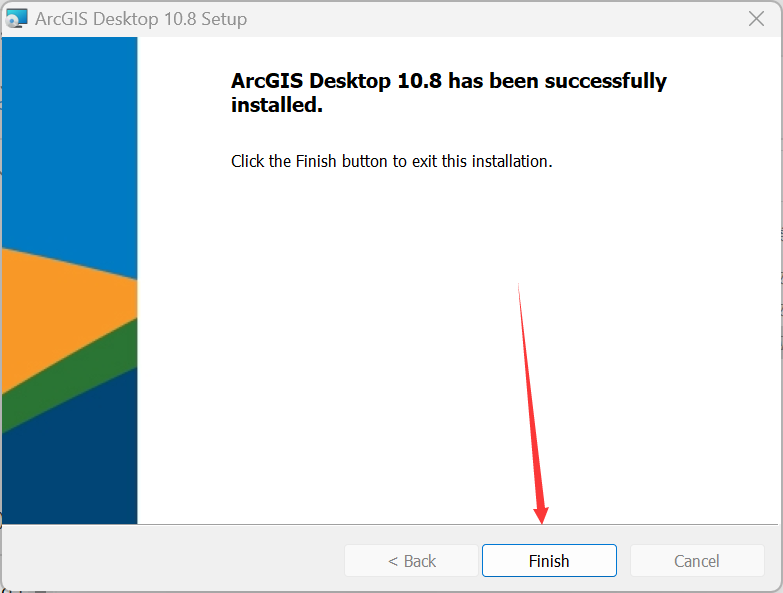 ArcGIS Desktop 10.8 Setup
ArcGIS Desktop 10.8 has been successfully
installed.
Click the Finish button to exit this installation.
< Back
Finish
Cancel